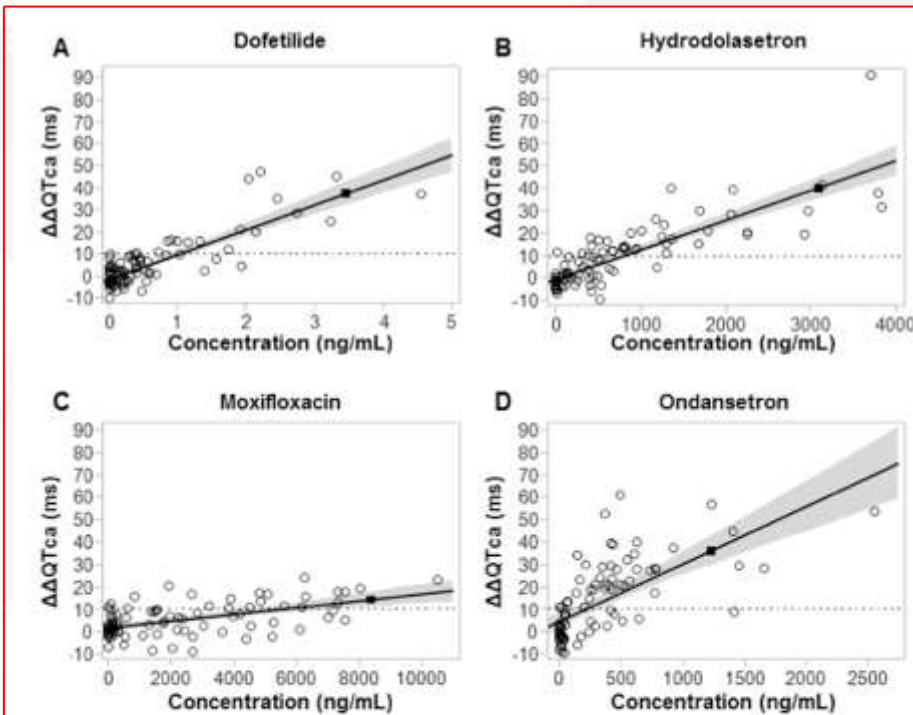 A
Dofetilide
ΔΔQTca (ms)
90
80
70
60
50
40
30
20
10
0
-10
0 1 2 3 4 5
Concentration (ng/mL)
B
Hydrodolasetron
ΔΔQTca (ms)
90
80
70
60
50
40
30
20
10
0
-10
0 1000 2000 3000 4000
Concentration (ng/mL)
C
Moxifloxacin
ΔΔQTca (ms)
90
80
70
60
50
40
30
20
10
0
-10
0 2000 4000 6000 8000 10000
Concentration (ng/mL)
D
Ondansetron
ΔΔQTca (ms)
90
80
70
60
50
40
30
20
10
0
-10
0 500 1000 1500 2000 2500
Concentration (ng/mL)